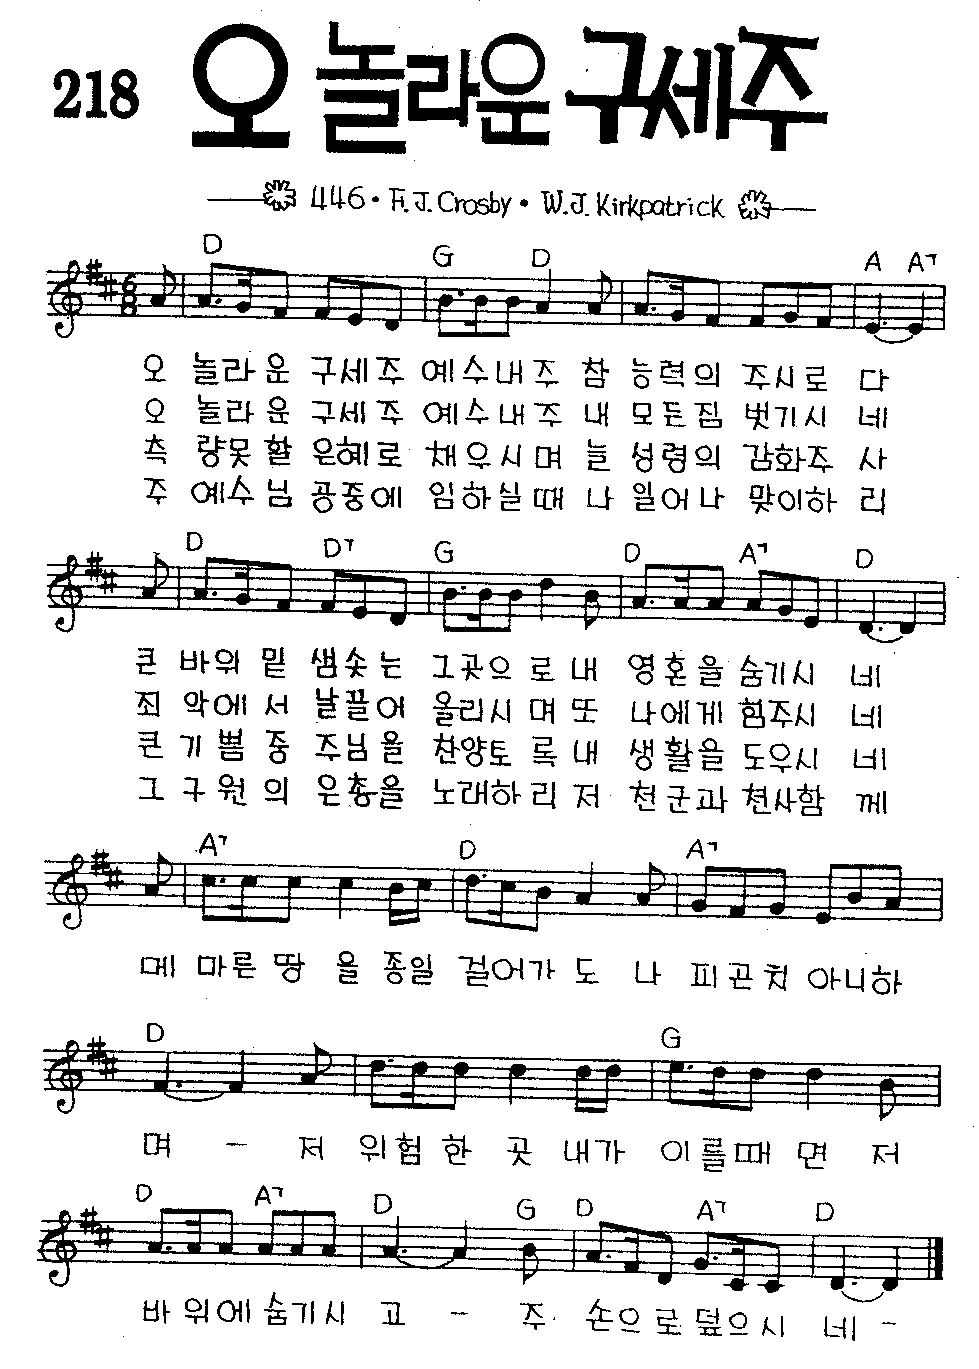 218 오 놀라운 구세주
446 · F. J. Crosby · W. J. Kirkpatrick
D G D A A7
오 놀라운 구세주 예수내주 참 능력의 주시로 다
오 놀라운 구세주 예수내주 내 모든짐 벗기시 네
측 량못할 은혜로 채우시며 늘 성령의 감화주 사
주 예수님 공중에 임하실때 나 일어나 맞이하 리
D D7 G D A7 D
큰 바위 밑 샘솟는 그곳으로내 영혼을 숨기시 네
죄 악에서 날끌어 올리시며또 나에게 힘주시 네
큰 기쁨 중 주님을 찬양토록내 생활을 도우시 네
그 구원의 은총을 노래하리저 천군과 천사함 께
A7 D A7
메 마른땅 을 종일 걸어가 도 나 피곤치 아니하
D G
며 - 저 위험한 곳 내가 이를때 면 저
D A7 D G D A7 D
바 위에 숨기시 고 - 주 손으로 덮으시 네 -